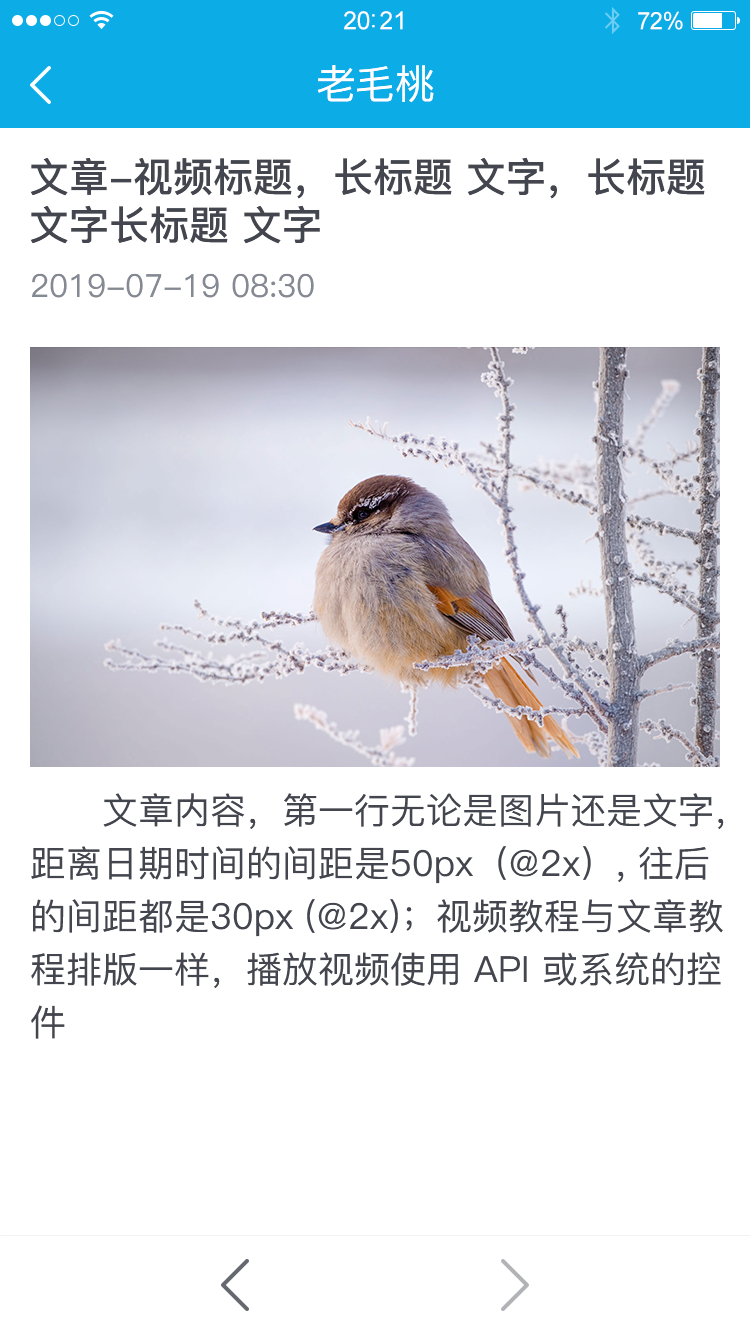 20:21
72%
老毛桃
文章-视频标题，长标题 文字，长标题
文字长标题 文字
2019-07-19 08:30
文章内容，第一行无论是图片还是文字，
距离日期时间的间距是50px（@2x）, 往后
的间距都是30px (@2x)；视频教程与文章教
程排版一样，播放视频使用 API 或系统的控
件